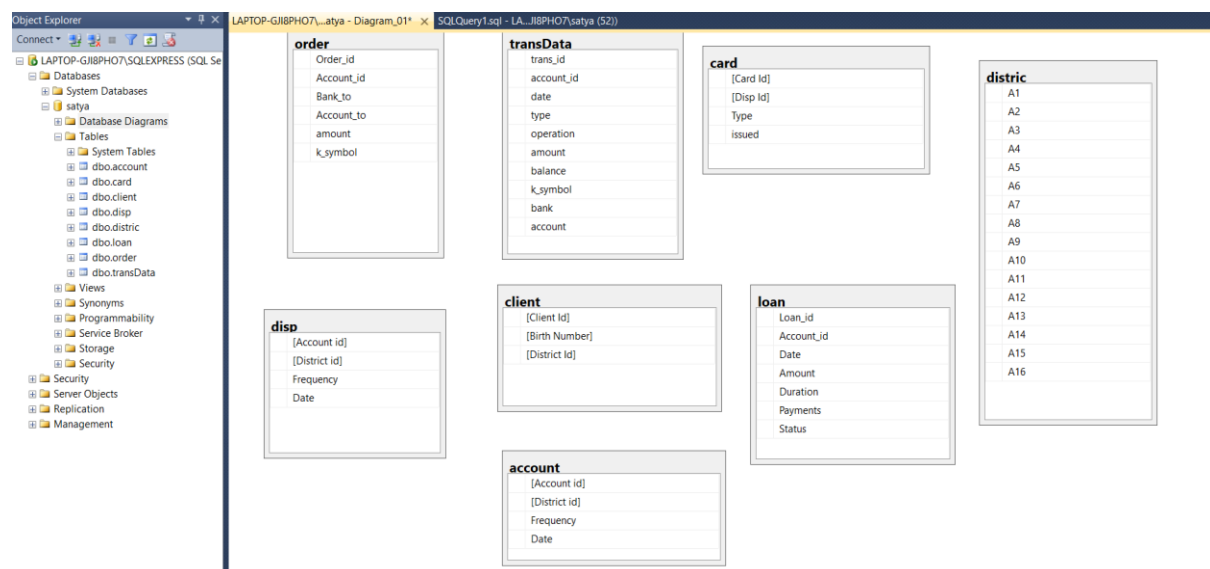 Object Explorer
Connect
LAPTOP-GJI8PHO7\SQLEXPRESS (SQL Se
Databases
System Databases
satya
Database Diagrams
Tables
System Tables
dbo.account
dbo.card
dbo.client
dbo.disp
dbo.distric
dbo.loan
dbo.order
dbo.transData
Views
Synonyms
Programmability
Service Broker
Storage
Security
Security
Server Objects
Replication
Management
LAPTOP-GJI8PHO7\...atya - Diagram_01*
SQLQuery1.sql - LA...JI8PHO7\satya (52))
order
Order_id
Account_id
Bank_to
Account_to
amount
k_symbol
transData
trans_id
account_id
date
type
operation
amount
balance
k_symbol
bank
account
card
[Card Id]
[Disp Id]
Type
issued
distric
A1
A2
A3
A4
A5
A6
A7
A8
A9
A10
A11
A12
A13
A14
A15
A16
disp
[Account id]
[District id]
Frequency
Date
client
[Client Id]
[Birth Number]
[District Id]
loan
Loan_id
Account_id
Date
Amount
Duration
Payments
Status
account
[Account id]
[District id]
Frequency
Date